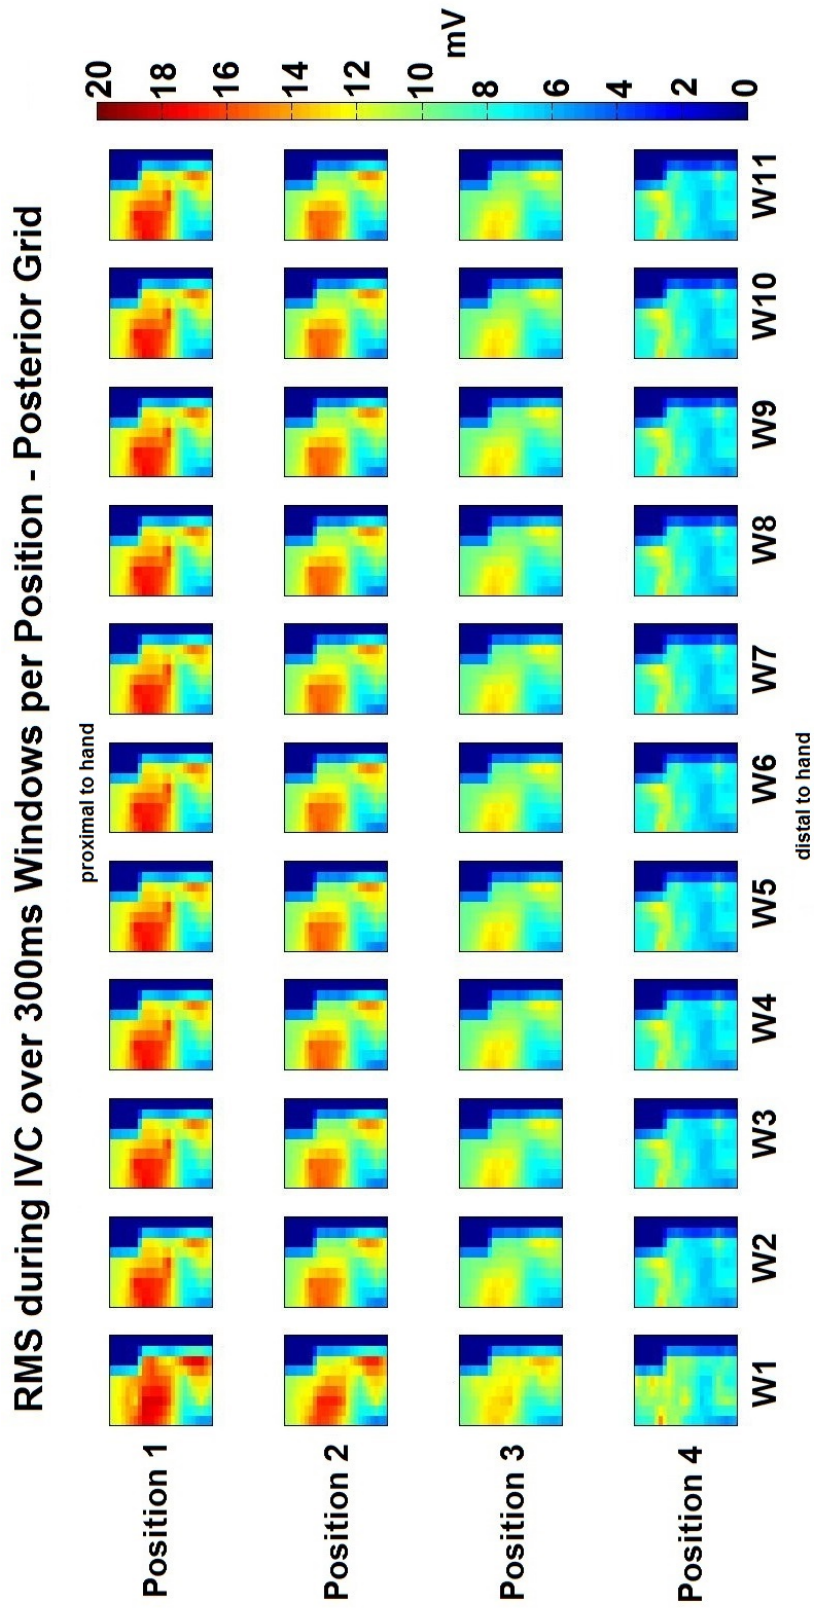 RMS during IVC over 300ms Windows per Position - Posterior Grid
proximal to hand
Position 1
Position 2
Position 3
Position 4
W1 W2 W3 W4 W5 W6 W7 W8 W9 W10 W11
distal to hand
20
18
16
14
12
10
8
6
4
2
0
mV